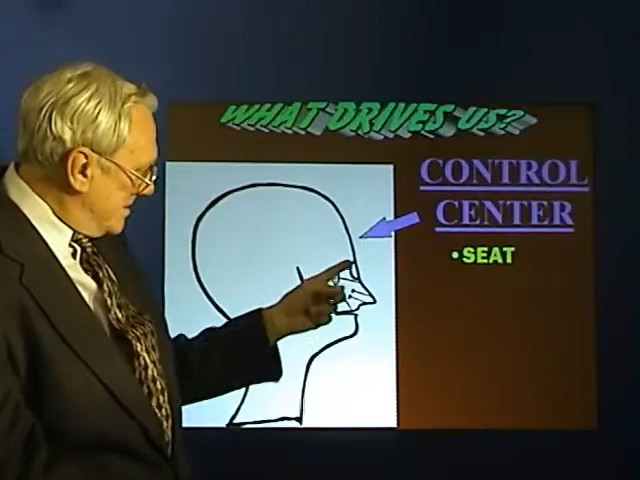 WHAT DRIVES US?
CONTROL
CENTER
•SEAT